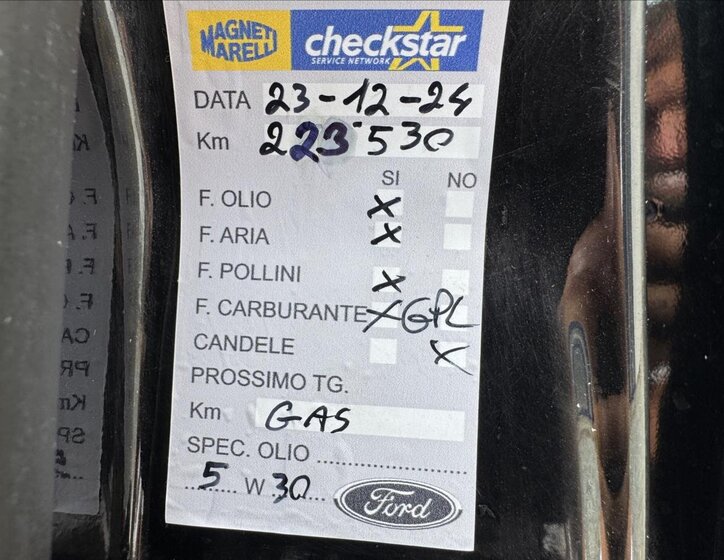 MAGNETI MARELLI checkstar
SERVICE NETWORK
DATA 23-12-24
Km 223530
SI NO
F. OLIO X
F. ARIA X
F. POLLINI X
F. CARBURANTE X GPL
CANDELE X
PROSSIMO TG.
Km GAS
SPEC. OLIO ....................
5 W 30
Ford